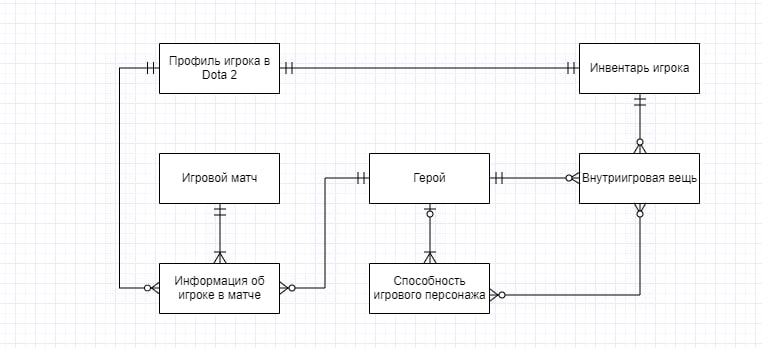 Профиль игрока в
Dota 2
Инвентарь игрока
Игровой матч
Герой
Внутриигровая вещь
Информация об
игроке в матче
Способность
игрового персонажа